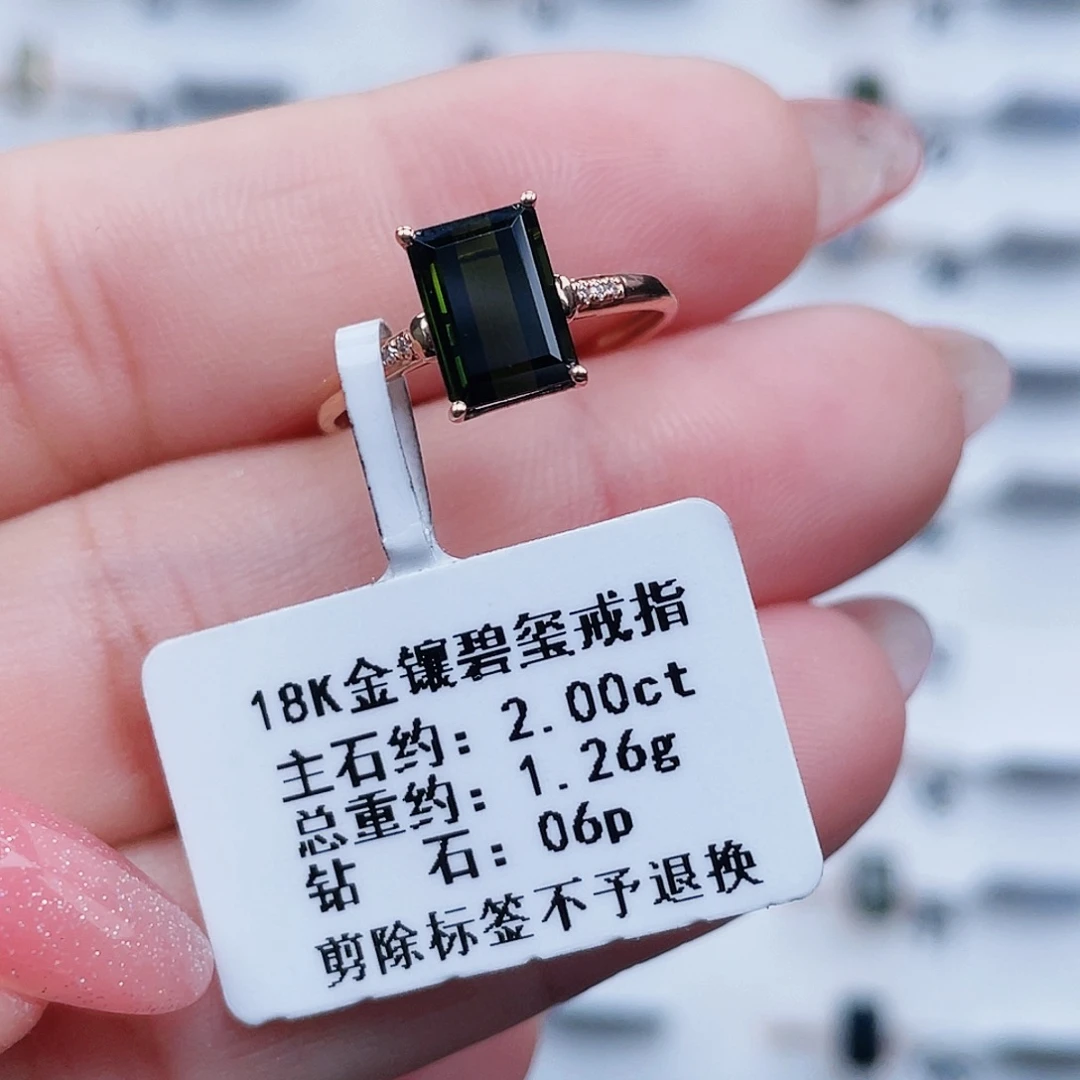 18K金镶碧玺戒指
主石约：2.00ct
总重约：1.26g
钻 石：06p
剪除标签不予退换